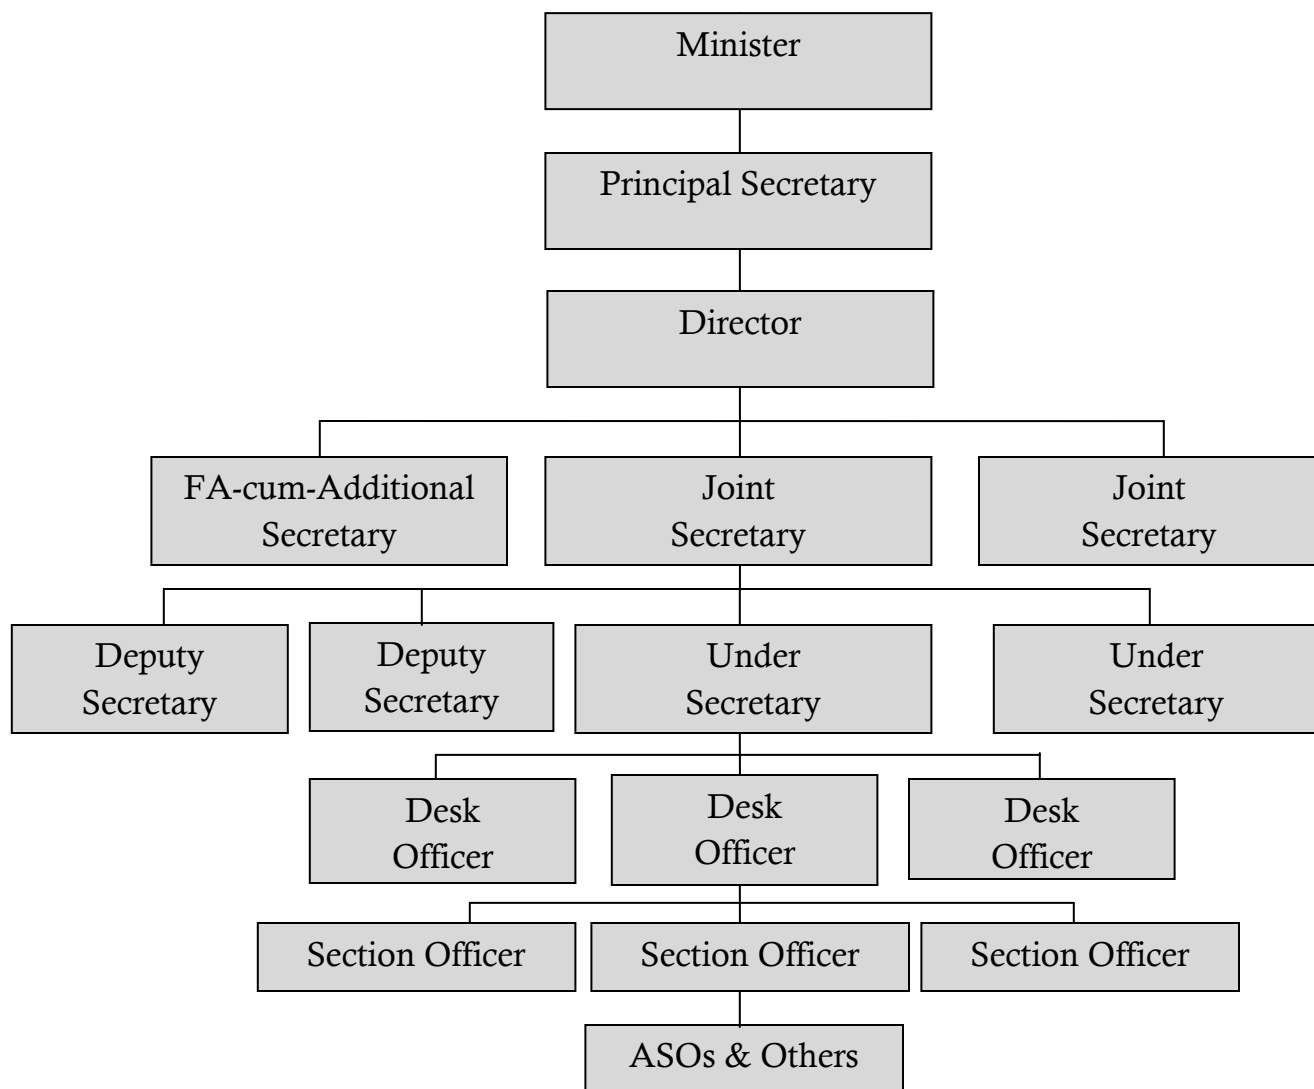 Minister
Principal Secretary
Director
FA-cum-Additional
Secretary
Joint
Secretary
Joint
Secretary
Deputy
Secretary
Deputy
Secretary
Under
Secretary
Under
Secretary
Desk
Officer
Desk
Officer
Desk
Officer
Section Officer
Section Officer
Section Officer
ASOs & Others